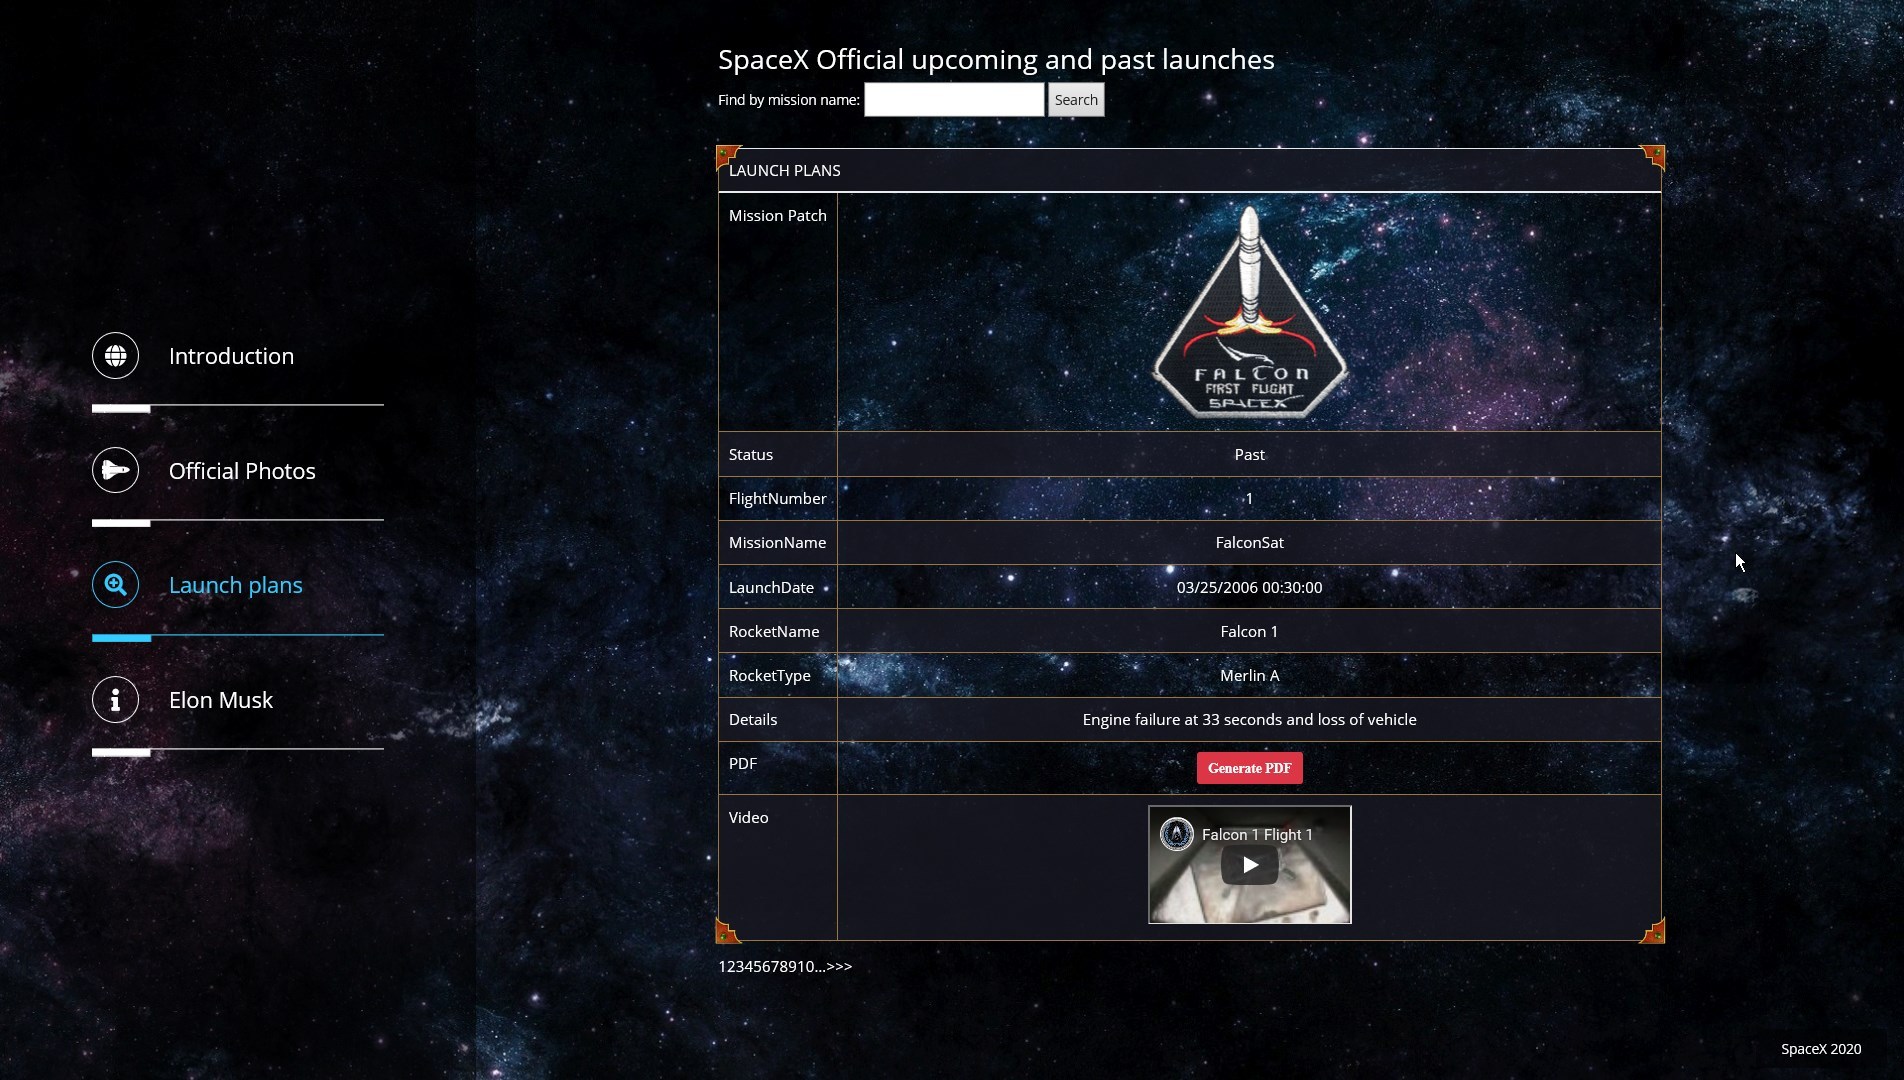 SpaceX Official upcoming and past launches
Find by mission name: Search
LAUNCH PLANS
Mission Patch
FALCON
FIRST FLIGHT
SPACEX
Introduction
Official Photos
Launch plans
Elon Musk
Status Past
FlightNumber 1
MissionName FalconSat
LaunchDate 03/25/2006 00:30:00
RocketName Falcon 1
RocketType Merlin A
Details Engine failure at 33 seconds and loss of vehicle
PDF Generate PDF
Video
Falcon 1 Flight 1
12345678910...>>>
SpaceX 2020